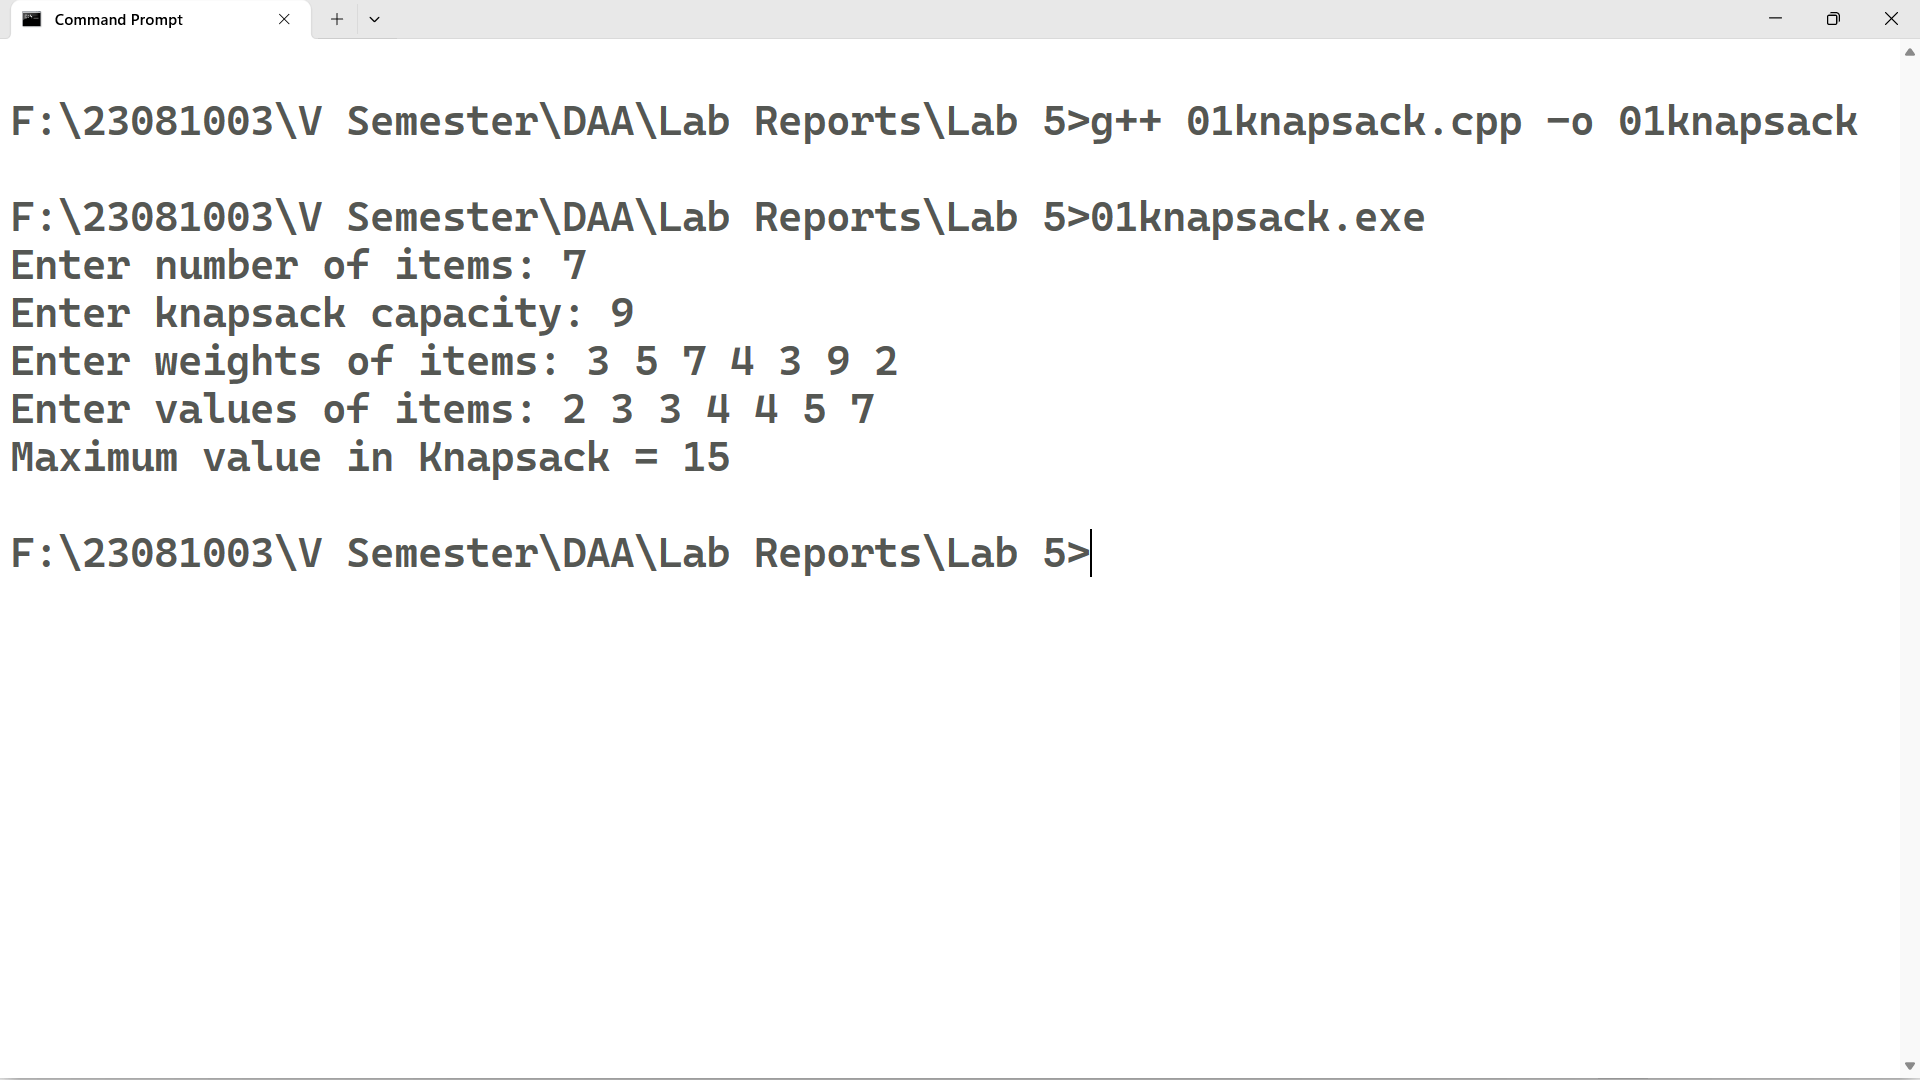 Command Prompt
F:\23081003\V Semester\DAA\Lab Reports\Lab 5>g++ 01knapsack.cpp -o 01knapsack
F:\23081003\V Semester\DAA\Lab Reports\Lab 5>01knapsack.exe
Enter number of items: 7
Enter knapsack capacity: 9
Enter weights of items: 3 5 7 4 3 9 2
Enter values of items: 2 3 3 4 4 5 7
Maximum value in Knapsack = 15
F:\23081003\V Semester\DAA\Lab Reports\Lab 5>